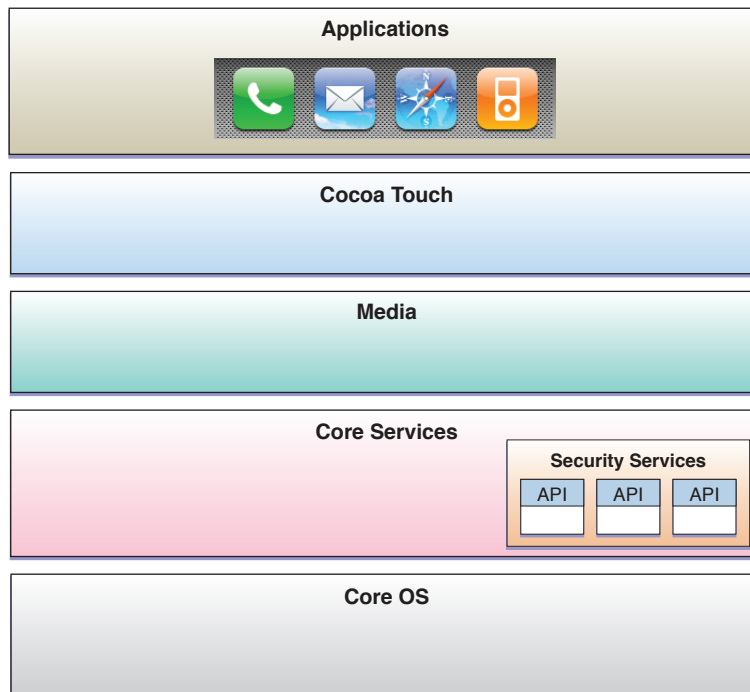 Applications
N
S
Cocoa Touch
Media
Core Services
Security Services
API API API
Core OS